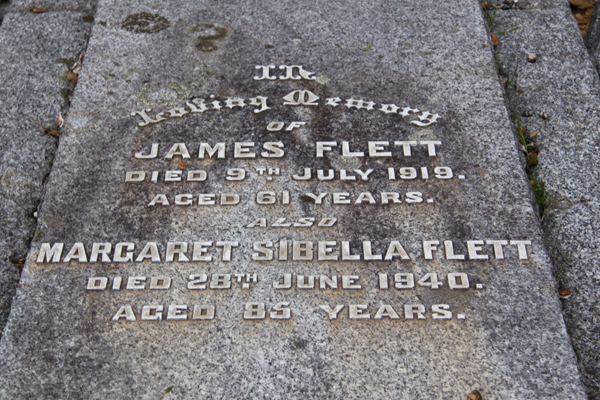 In
Loving Memory
OF
JAMES FLETT
DIED 9TH JULY 1919.
AGED 61 YEARS.
ALSO
MARGARET SIBELLA FLETT
DIED 28TH JUNE 1940.
AGED 85 YEARS.